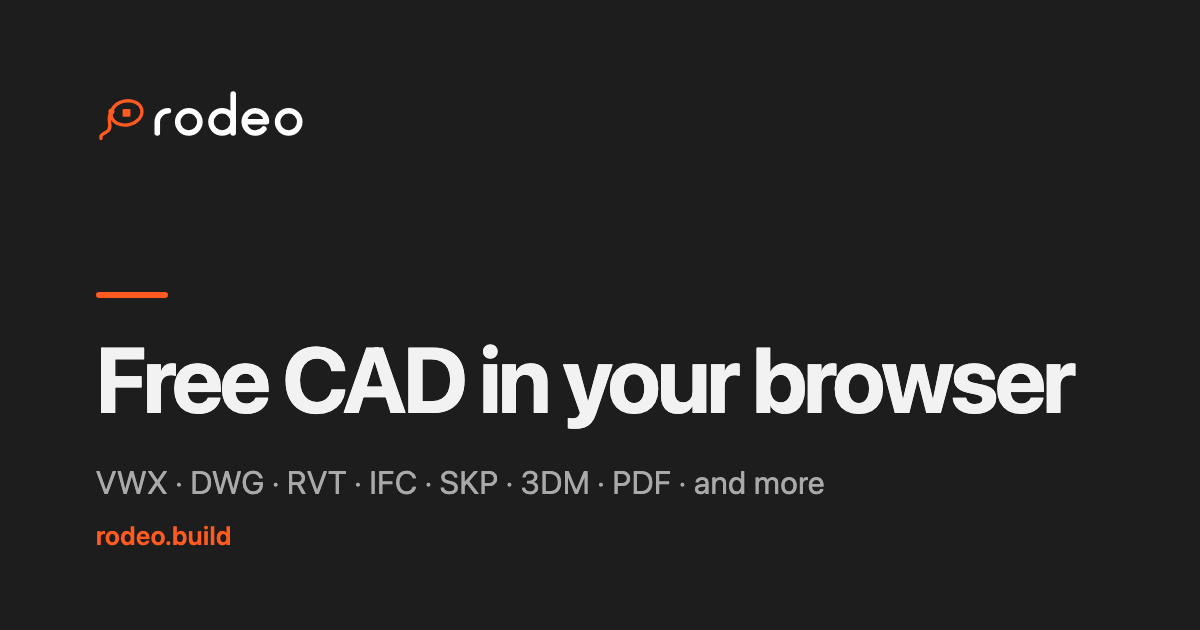 rodeo
Free CAD in your browser
VWX · DWG · RVT · IFC · SKP · 3DM · PDF · and more
rodeo.build